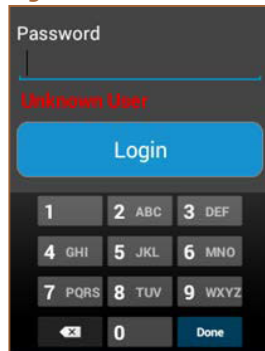 Password
Unknown User
Login
1 2 ABC 3 DEF
4 GHI 5 JKL 6 MNO
7 PQRS 8 TUV 9 WXYZ
0 Done